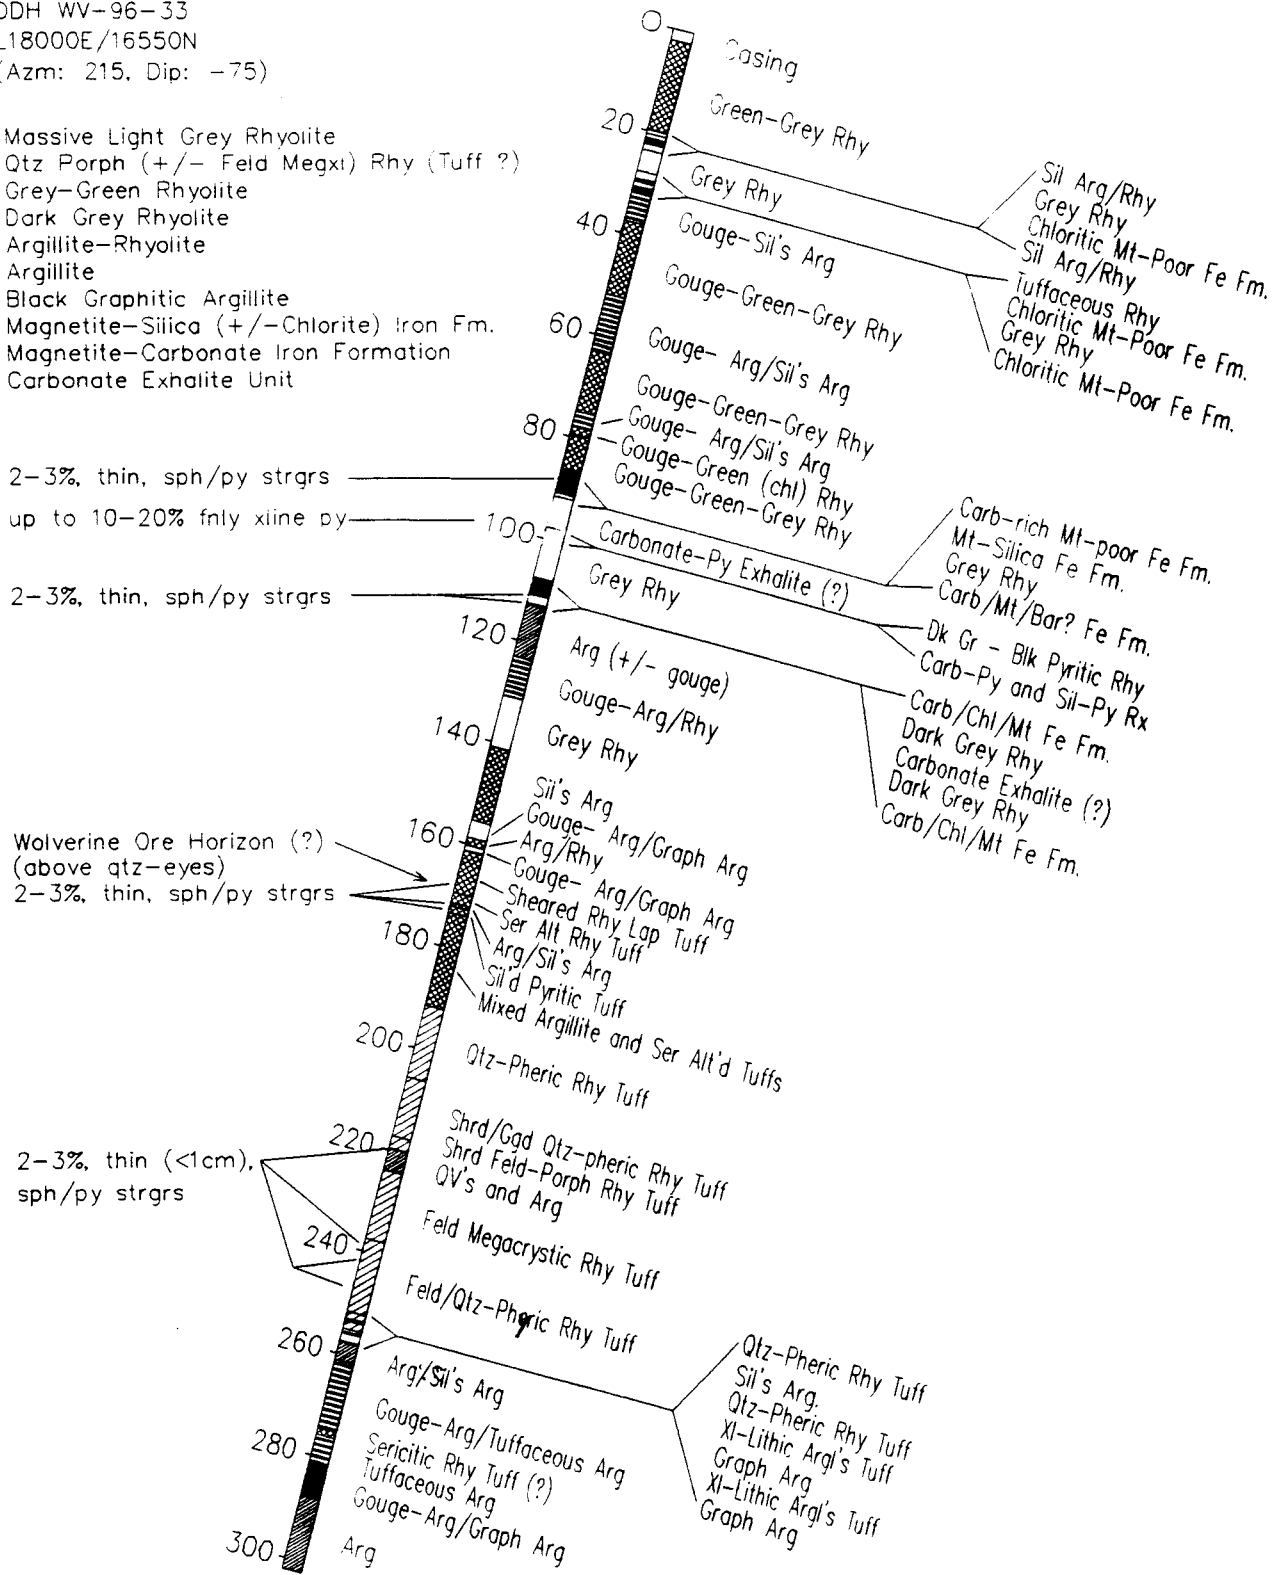 DDH WV-96-33
L18000E/16550N
(Azm: 215, Dip: -75)
Massive Light Grey Rhyolite
Qtz Porph (+/- Feld Megxl) Rhy (Tuff ?)
Grey-Green Rhyolite
Dark Grey Rhyolite
Argillite-Rhyolite
Argillite
Black Graphitic Argillite
Magnetite-Silica (+/-Chlorite) Iron Fm.
Magnetite-Carbonate Iron Formation
Carbonate Exhalite Unit
2-3%, thin, sph/py strgrs
up to 10-20% fnly xline py
2-3%, thin, sph/py strgrs
Wolverine Ore Horizon (?)
(above qtz-eyes)
2-3%, thin, sph/py strgrs
2-3%, thin (<1cm),
sph/py strgrs
0
20
40
60
80
100
120
140
160
180
200
220
240
260
280
300
Casing
Green-Grey Rhy
Grey Rhy
Gouge-Sil's Arg
Gouge-Green-Grey Rhy
Gouge- Arg/Sil's Arg
Gouge-Green-Grey Rhy
Gouge- Arg/Sil's Arg
Gouge-Green (chl) Rhy
Gouge-Green-Grey Rhy
Carbonate-Py Exhalite (?)
Grey Rhy
Arg (+/- gouge)
Gouge-Arg/Rhy
Grey Rhy
Sil's Arg
Gouge- Arg/Graph Arg
Arg/Rhy
Gouge- Arg/Graph Arg
Sheared Rhy Lap Tuff
Ser Alt Rhy Tuff
Arg/Sil's Arg
Sil'd Pyritic Tuff
Mixed Argillite and Ser Alt'd Tuffs
Qtz-Pheric Rhy Tuff
Shrd/Ggd Qtz-pheric Rhy Tuff
Shrd Feld-Porph Rhy Tuff
QV's and Arg
Feld Megacrystic Rhy Tuff
Feld/Qtz-Pheric Rhy Tuff
Arg/Sil's Arg
Gouge-Arg/Tuffaceous Arg
Sericitic Rhy Tuff (?)
Tuffaceous Arg
Gouge-Arg/Graph Arg
Arg
Sil Arg/Rhy
Grey Rhy
Chloritic Mt-Poor Fe Fm.
Sil Arg/Rhy
Tuffaceous Rhy
Chloritic Mt-Poor Fe Fm.
Grey Rhy
Chloritic Mt-Poor Fe Fm.
Carb-rich Mt-poor Fe Fm.
Mt-Silica Fe Fm.
Grey Rhy
Carb/Mt/Bar? Fe Fm.
Dk Gr - Blk Pyritic Rhy
Carb-Py and Sil-Py Rx
Carb/Chl/Mt Fe Fm.
Dark Grey Rhy
Carbonate Exhalite (?)
Dark Grey Rhy
Carb/Chl/Mt Fe Fm.
Qtz-Pheric Rhy Tuff
Sil's Arg.
Qtz-Pheric Rhy Tuff
Xl-Lithic Argl's Tuff
Graph Arg
Xl-Lithic Argl's Tuff
Graph Arg